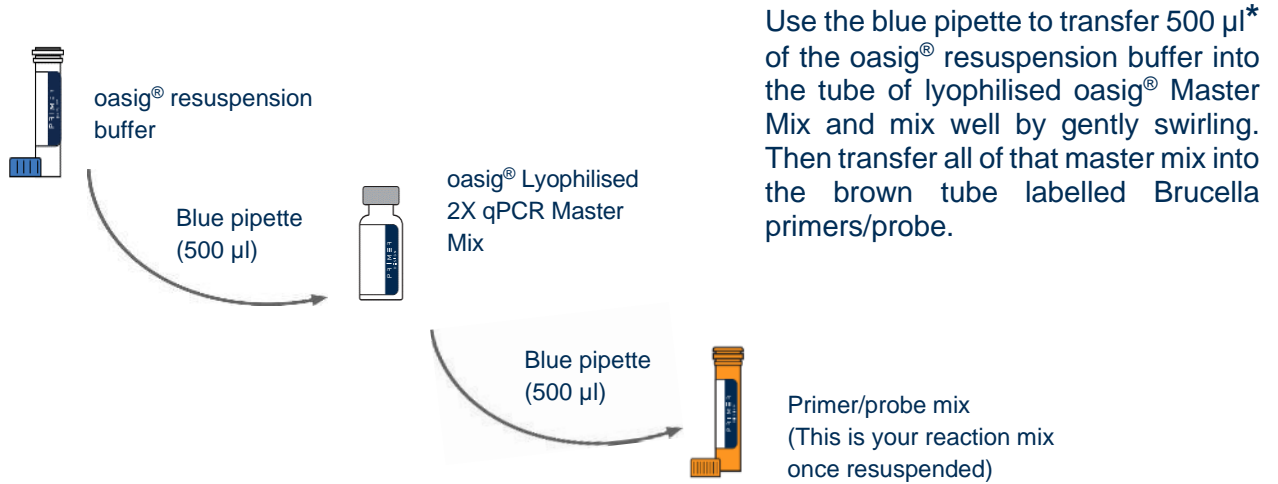 Use the blue pipette to transfer 500 µl*
of the oasig® resuspension buffer into
the tube of lyophilised oasig® Master
Mix and mix well by gently swirling.
Then transfer all of that master mix into
the brown tube labelled Brucella
primers/probe.
oasig® resuspension
buffer
Blue pipette
(500 µl)
oasig® Lyophilised
2X qPCR Master
Mix
Blue pipette
(500 µl)
Primer/probe mix
(This is your reaction mix
once resuspended)
PRIMER
PRIMER
PRIMER